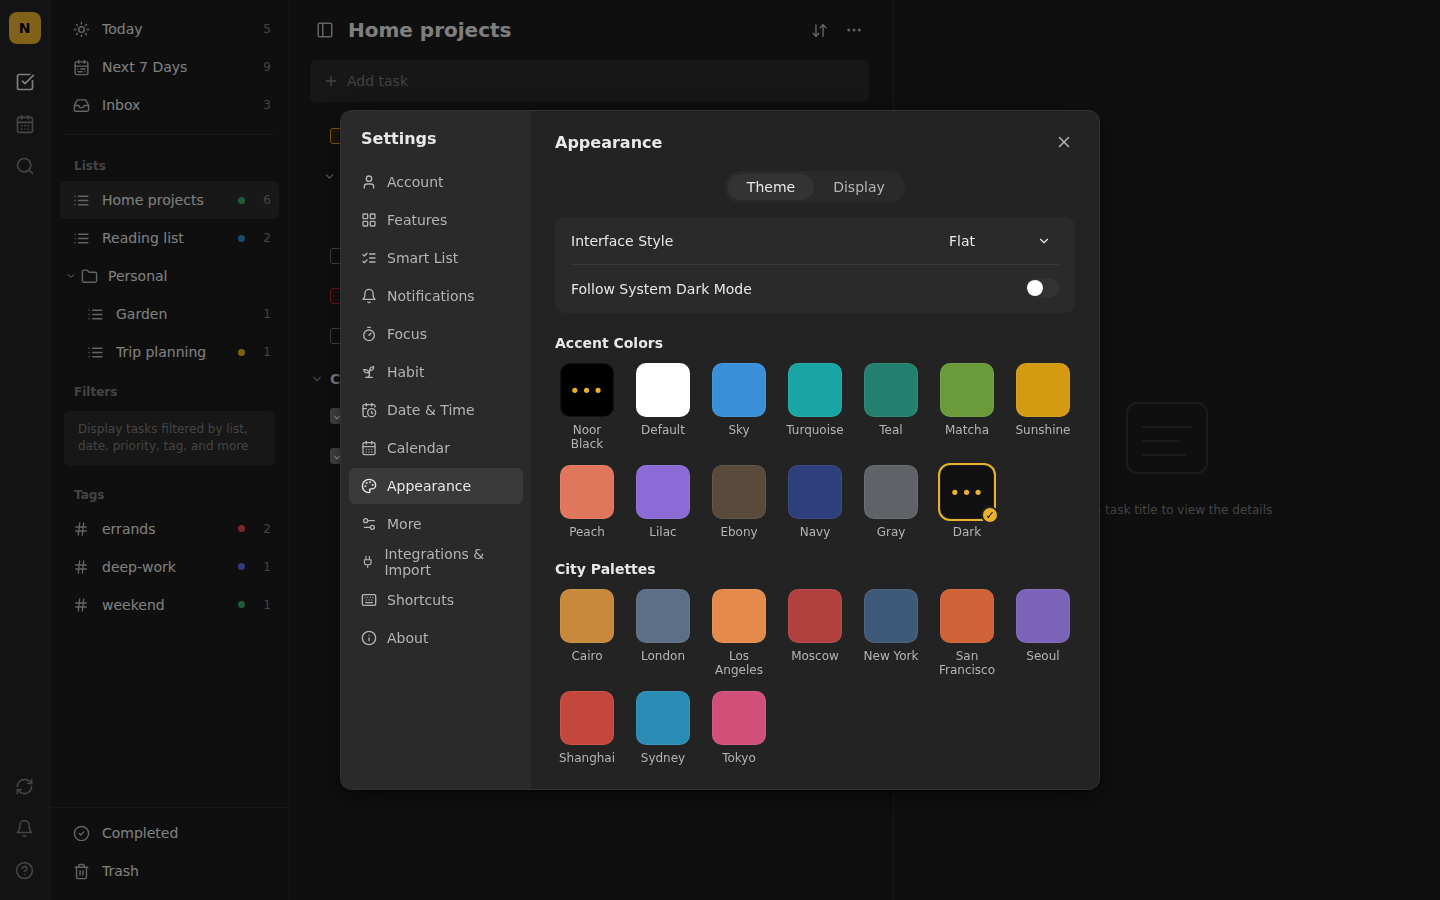 N
Today 5
Next 7 Days 9
Inbox 3
Lists
Home projects 6
Reading list 2
Personal
Garden 1
Trip planning 1
Filters
Display tasks filtered by list,
date, priority, tag, and more
Tags
errands 2
deep-work 1
weekend 1
Completed
Trash
Home projects
Add task
C
Settings
Account
Features
Smart List
Notifications
Focus
Habit
Date & Time
Calendar
Appearance
More
Integrations &
Import
Shortcuts
About
Appearance
Theme Display
Interface Style Flat
Follow System Dark Mode
Accent Colors
Noor
Black
Default
Sky
Turquoise
Teal
Matcha
Sunshine
Peach
Lilac
Ebony
Navy
Gray
Dark
City Palettes
Cairo
London
Los
Angeles
Moscow
New York
San
Francisco
Seoul
Shanghai
Sydney
Tokyo
task title to view the details